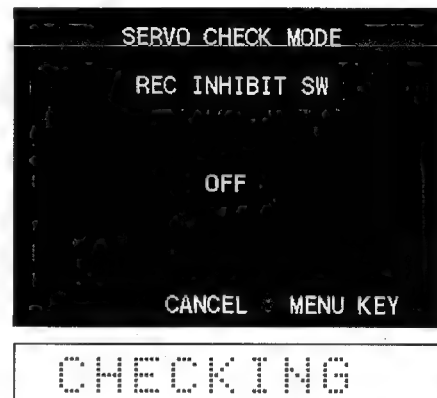 SERVO CHECK MODE
REC INHIBIT SW
OFF
CANCEL : MENU KEY
CHECKING